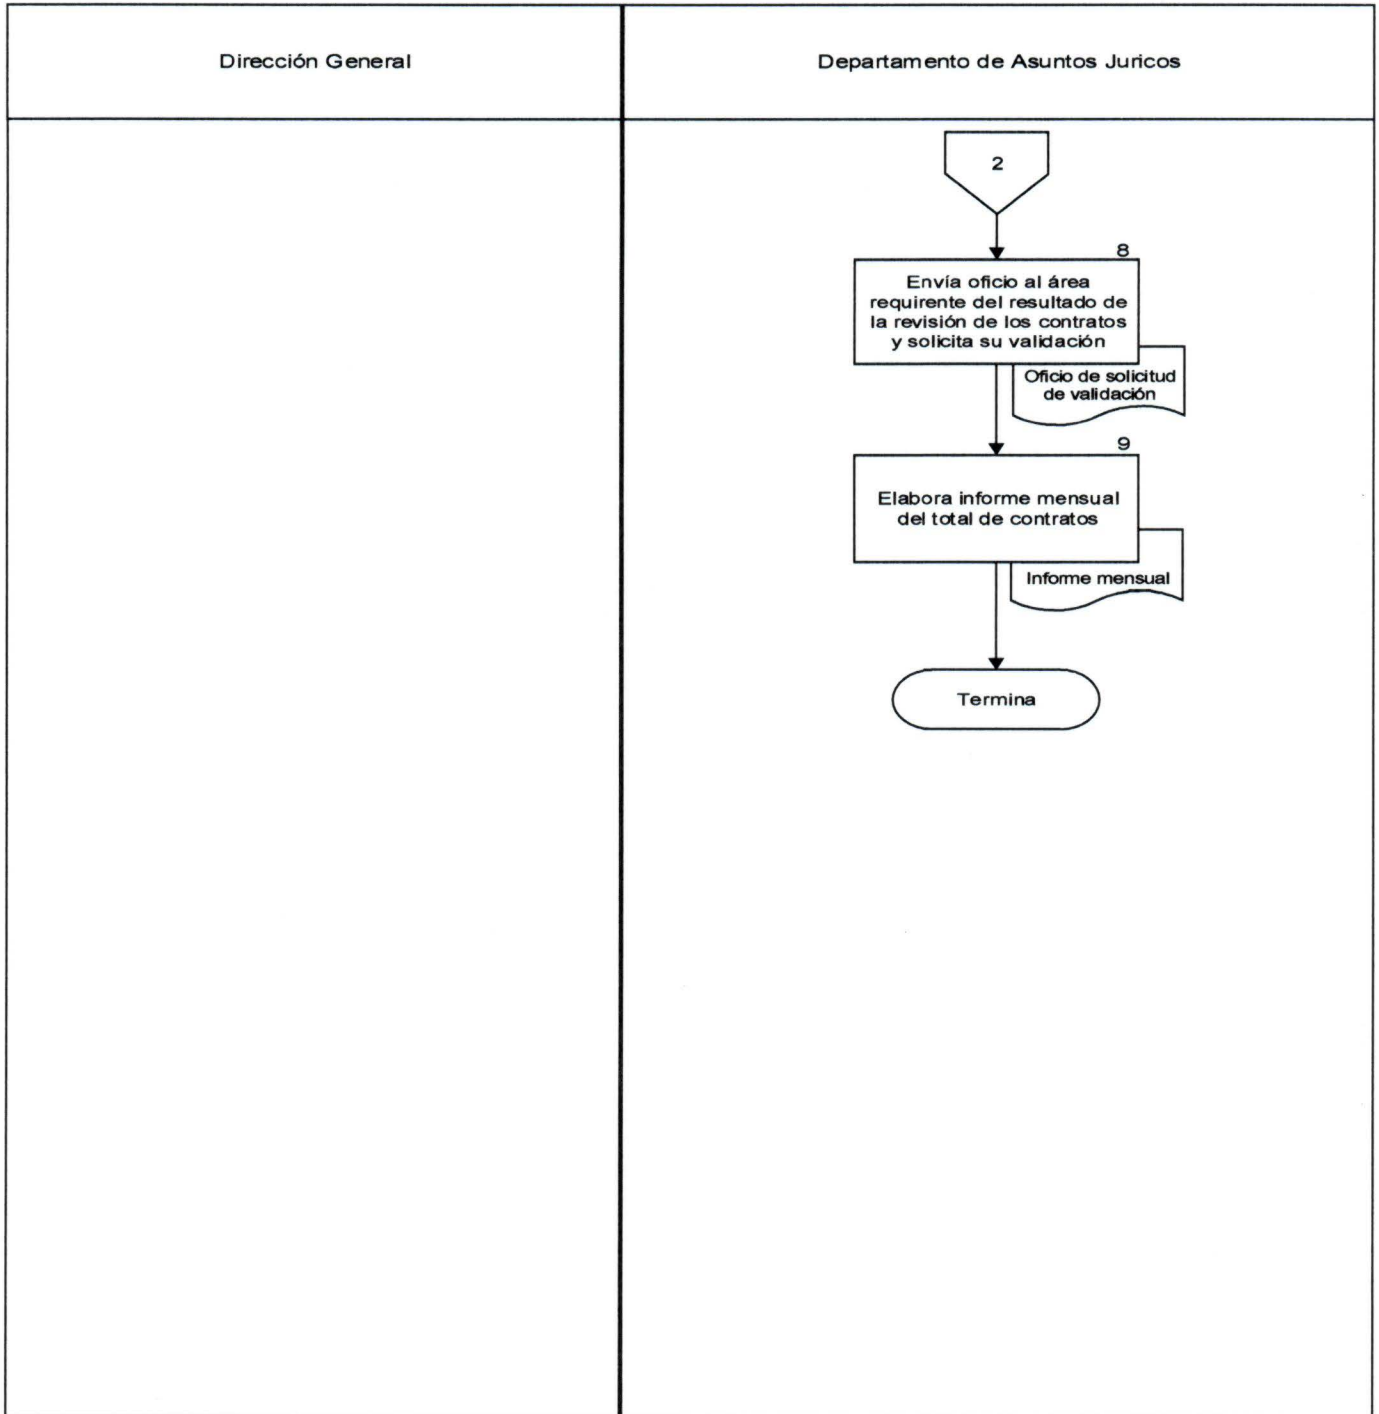 Dirección General
Departamento de Asuntos Juricos
2
8
Envía oficio al área
requirente del resultado de
la revisión de los contratos
y solicita su validación
Oficio de solicitud
de validación
9
Elabora informe mensual
del total de contratos
Informe mensual
Termina